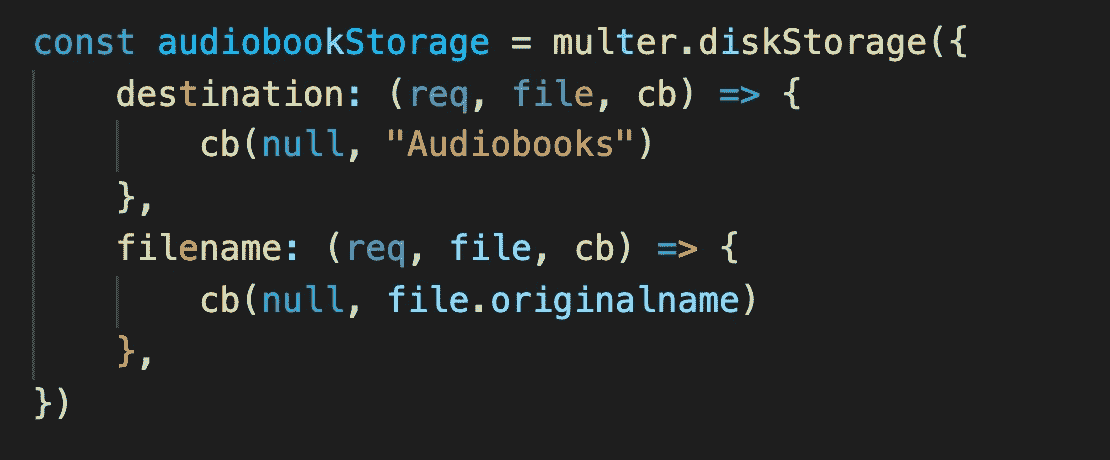 const audiobookStorage = multer.diskStorage({
    destination: (req, file, cb) => {
        cb(null, "Audiobooks")
    },
    filename: (req, file, cb) => {
        cb(null, file.originalname)
    },
})